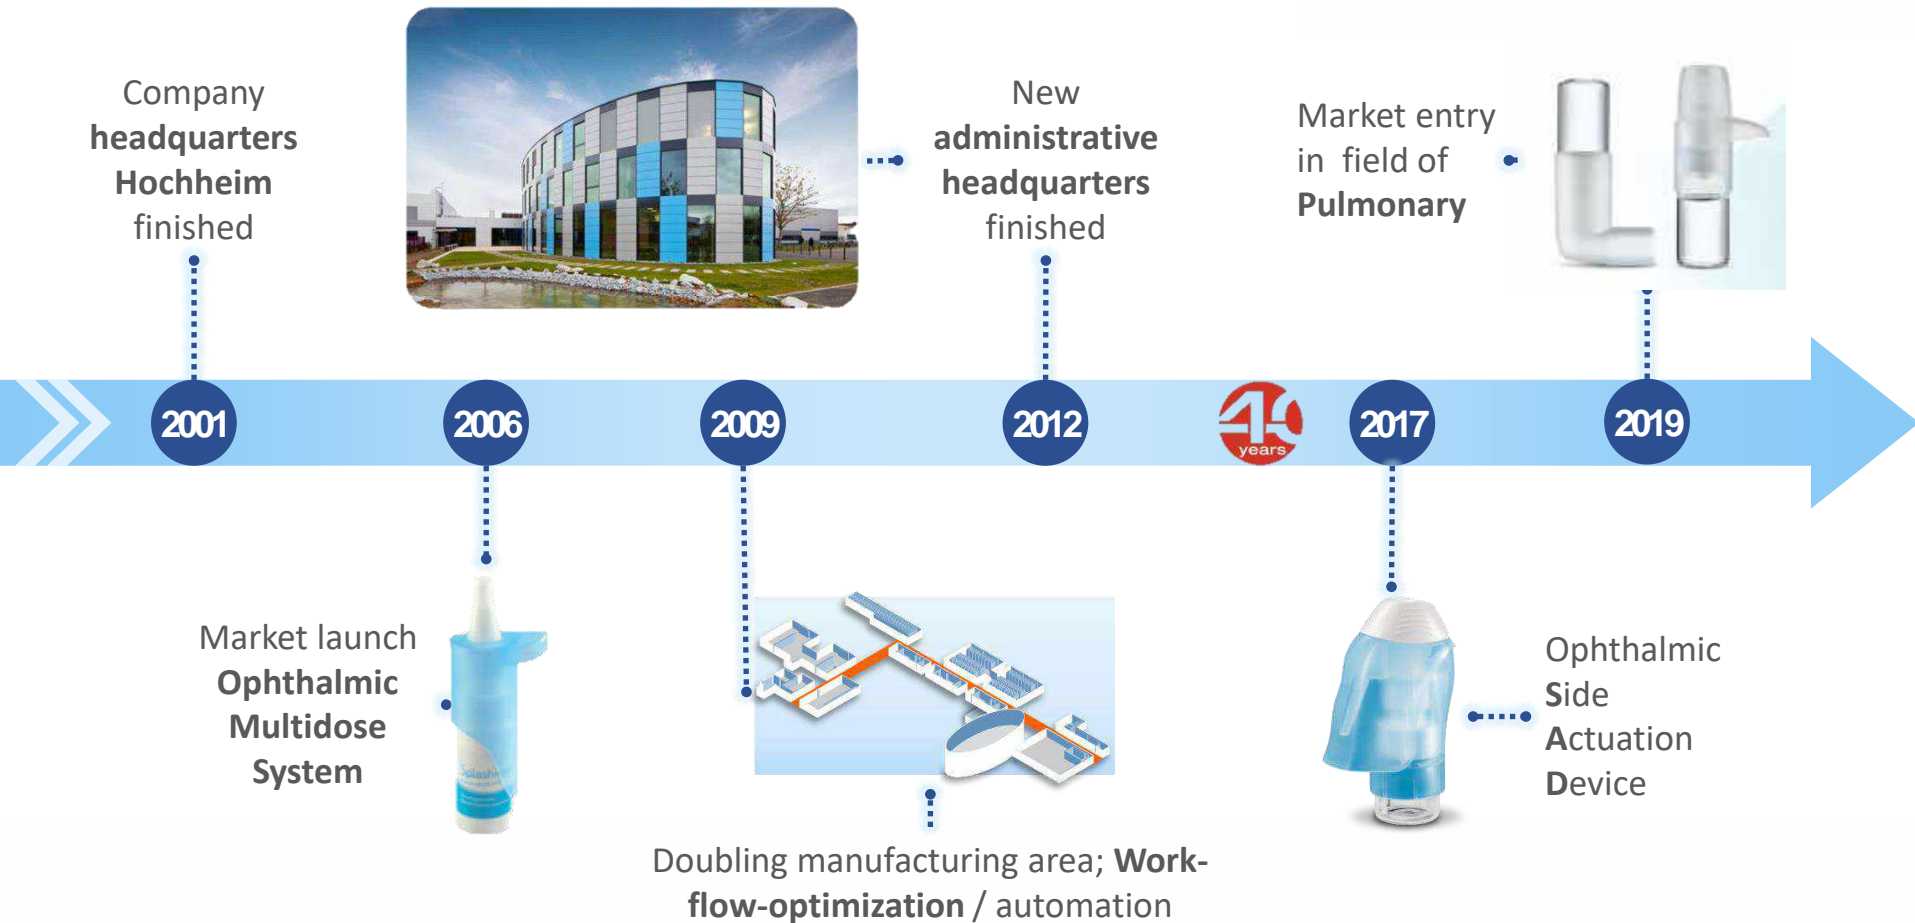 Company
headquarters
Hochheim
finished
New
administrative
headquarters
finished
Market entry
in field of
Pulmonary
2001
2006
2009
2012
40
years
2017
2019
Market launch
Ophthalmic
Multidose
System
Ophthalmic
Side
Actuation
Device
Doubling manufacturing area; Work-
flow-optimization / automation